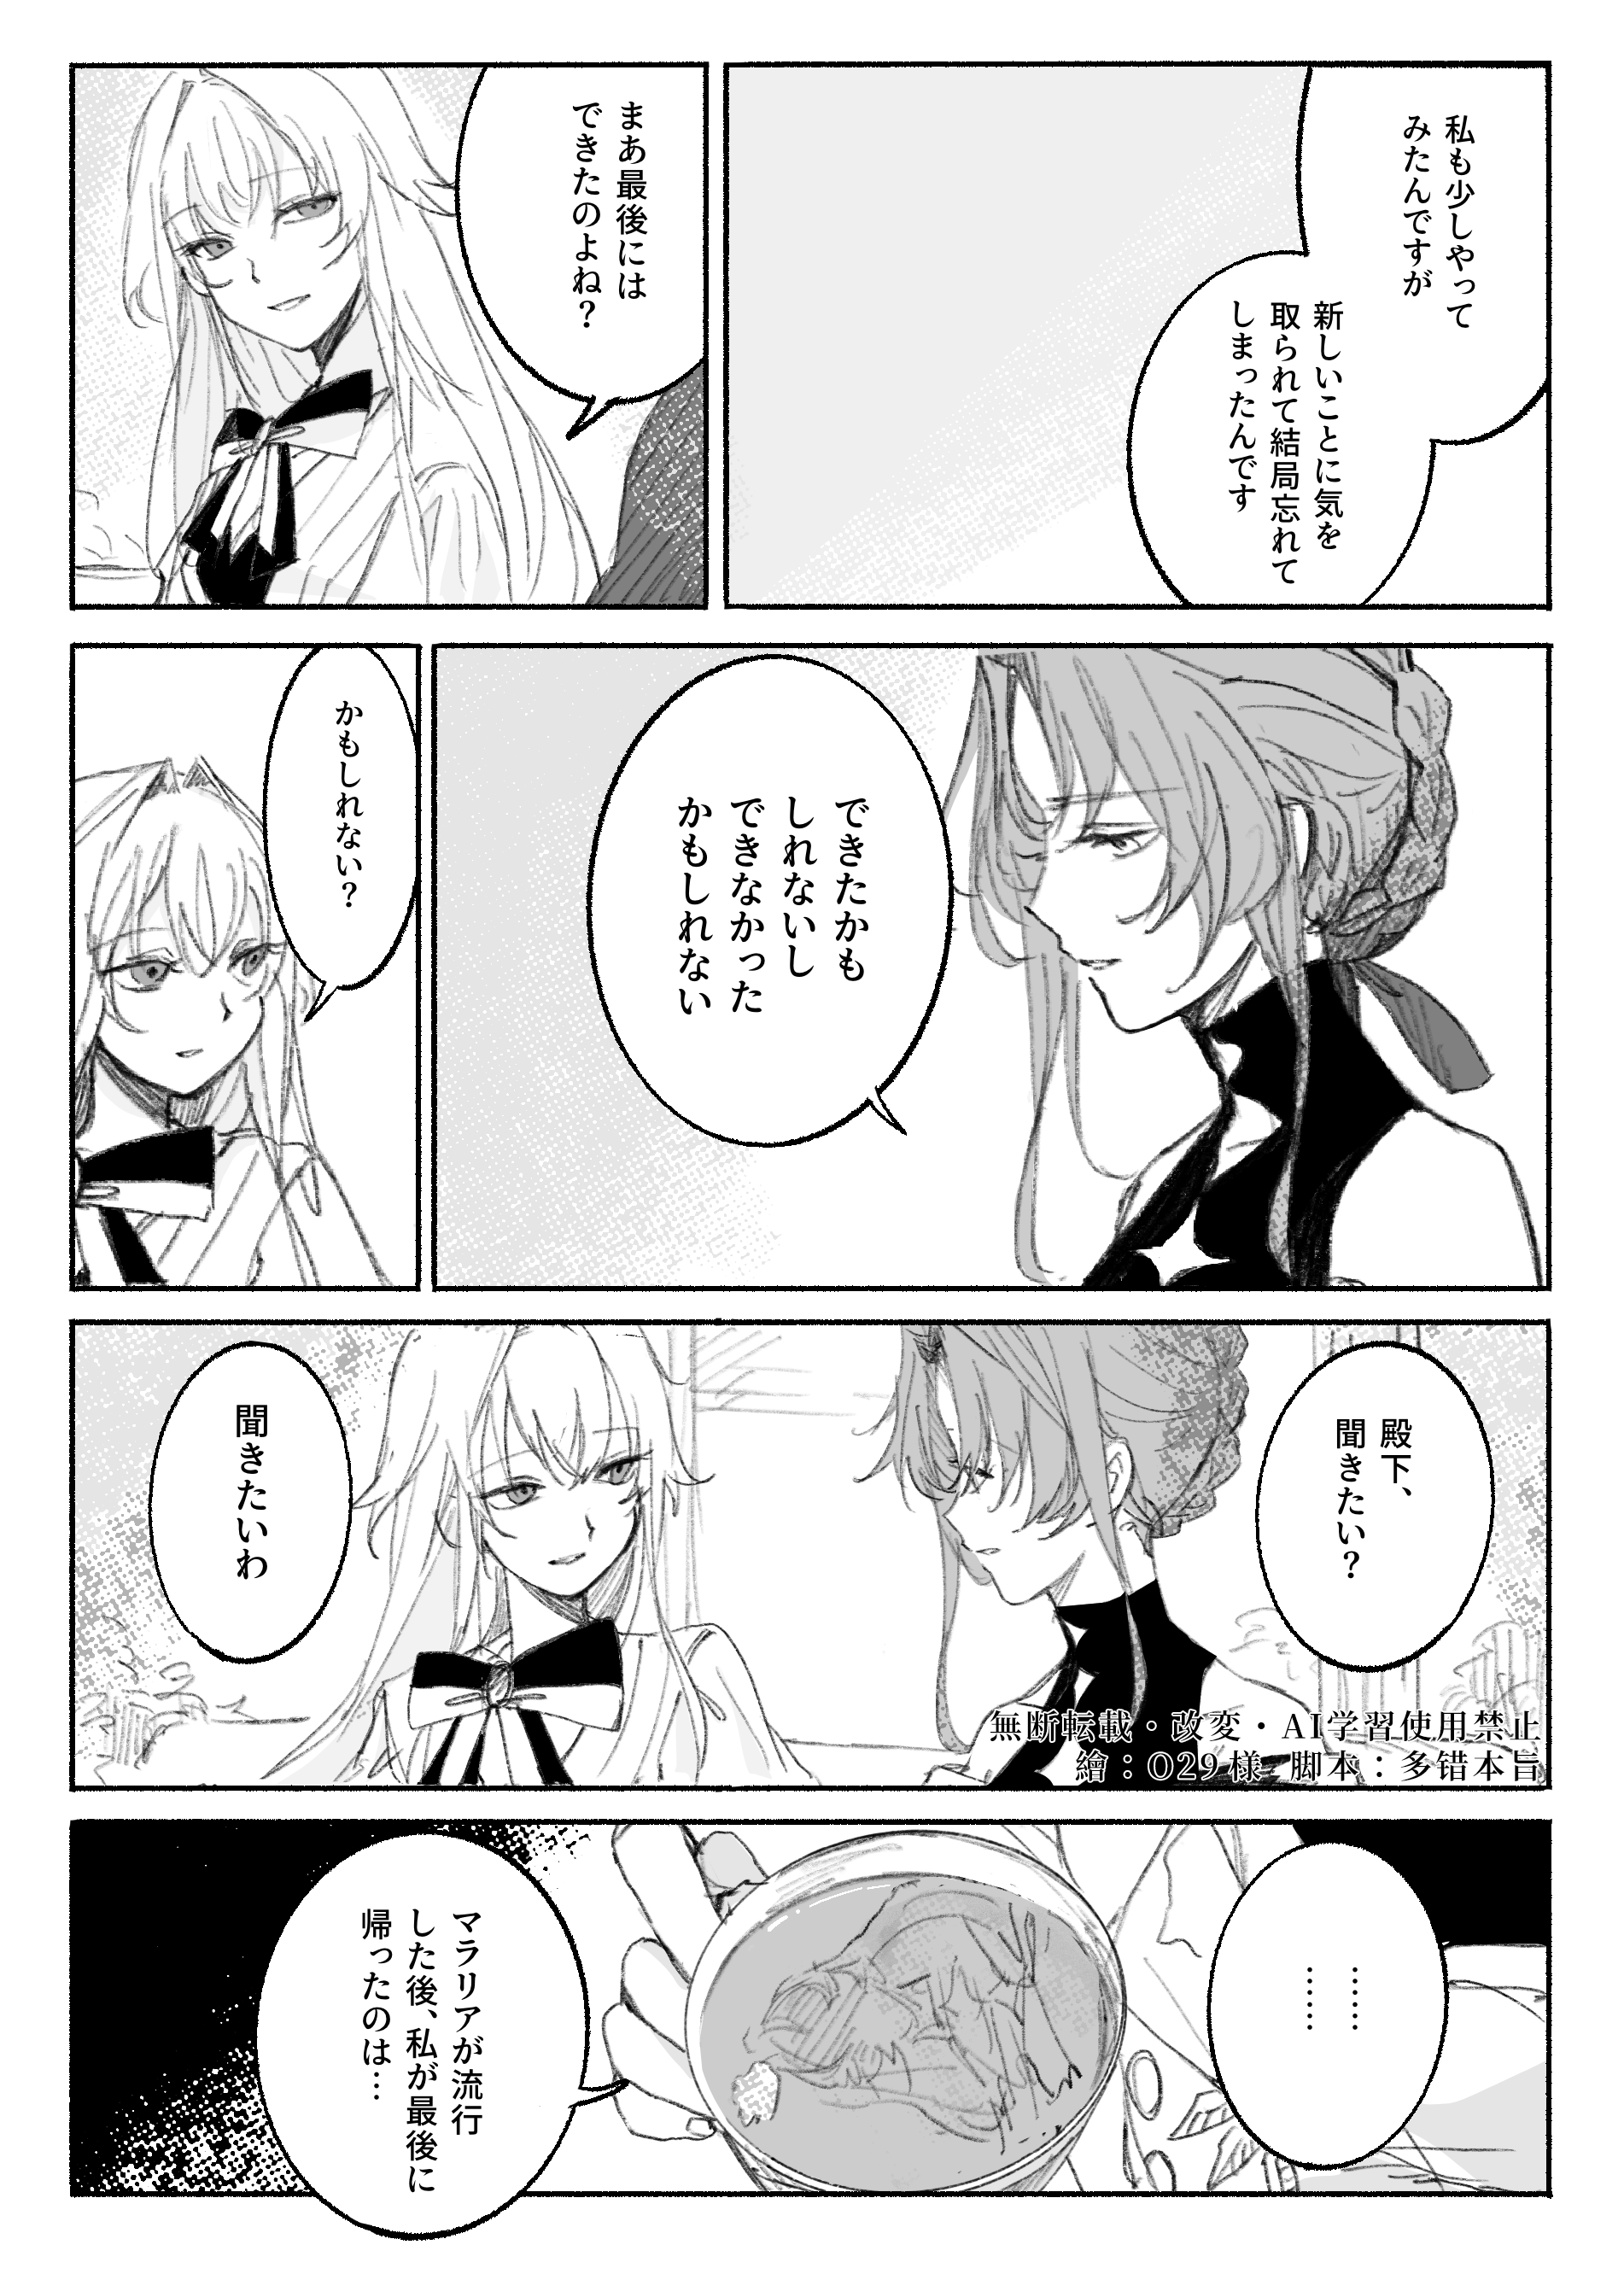 私も少しやって
みたんですが
新しいことに気を
取られて結局忘れて
しまったんです
まあ最後には
できたのよね？
できたかも
しれないし
できなかった
かもしれない
かもしれない？
殿下、
聞きたい？
聞きたいわ
無断転載・改変・AI学習使用禁止
繪：O29様 脚本：多错本旨
……
……
マラリアが流行
した後、私が最後に
帰ったのは…